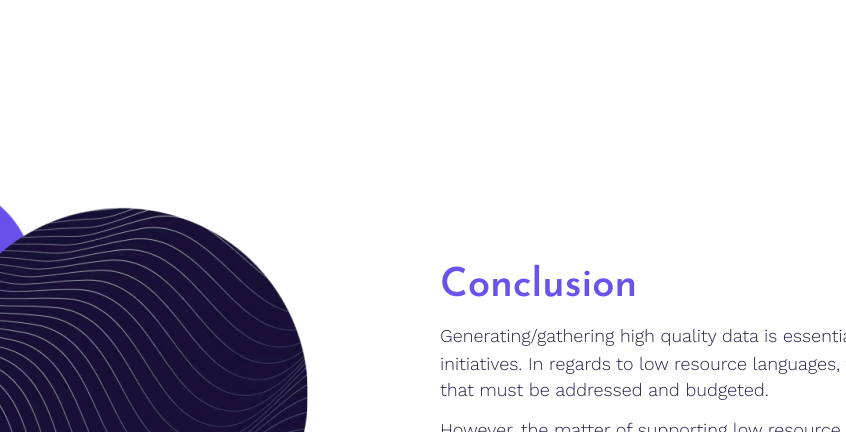 Conclusion
Generating/gathering high quality data is
initiatives. In regards to low resource languages,
that must be addressed and budgeted.
However, the matter of supporting low resource